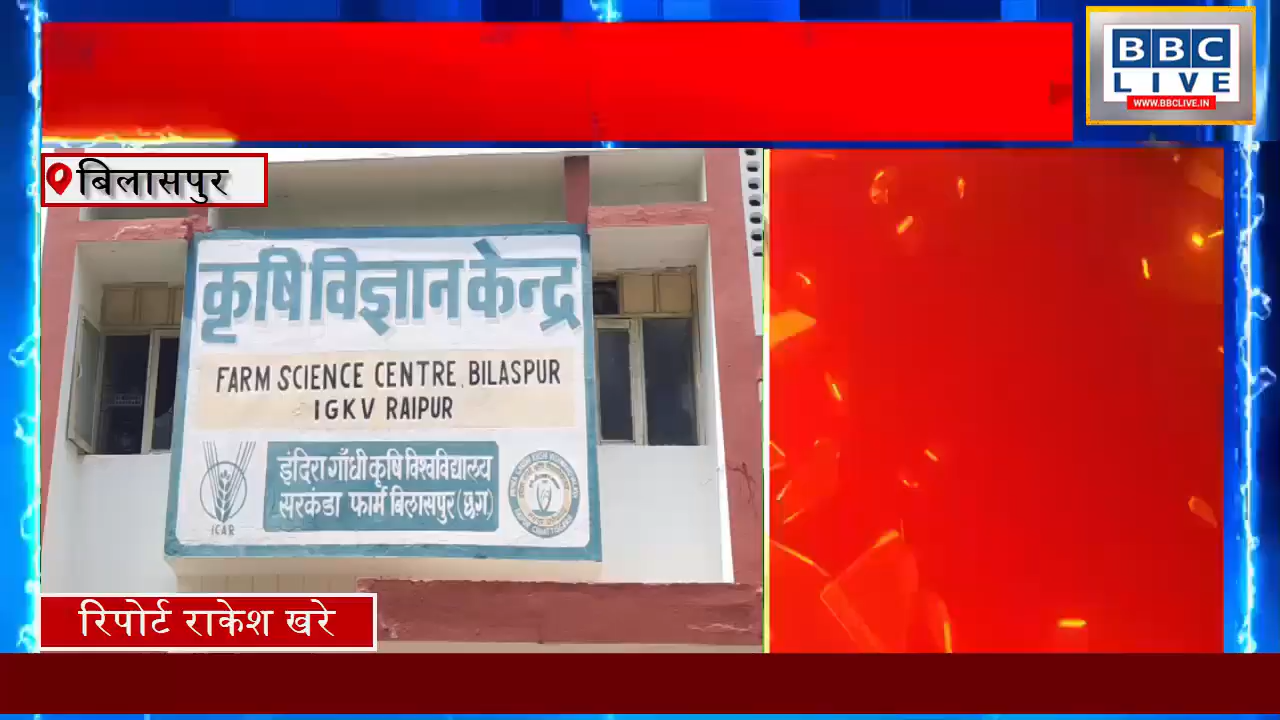 BBC
LIVE
WWW.BBCLIVE.IN
बिलासपुर
कृषि विज्ञान केन्द्र
FARM SCIENCE CENTRE, BILASPUR
IGKV RAIPUR
इंदिरा गाँधी कृषि विश्वविद्यालय
सरकंडा फार्म बिलासपुर (छ.ग)
ICAR
रिपोर्ट राकेश खरे